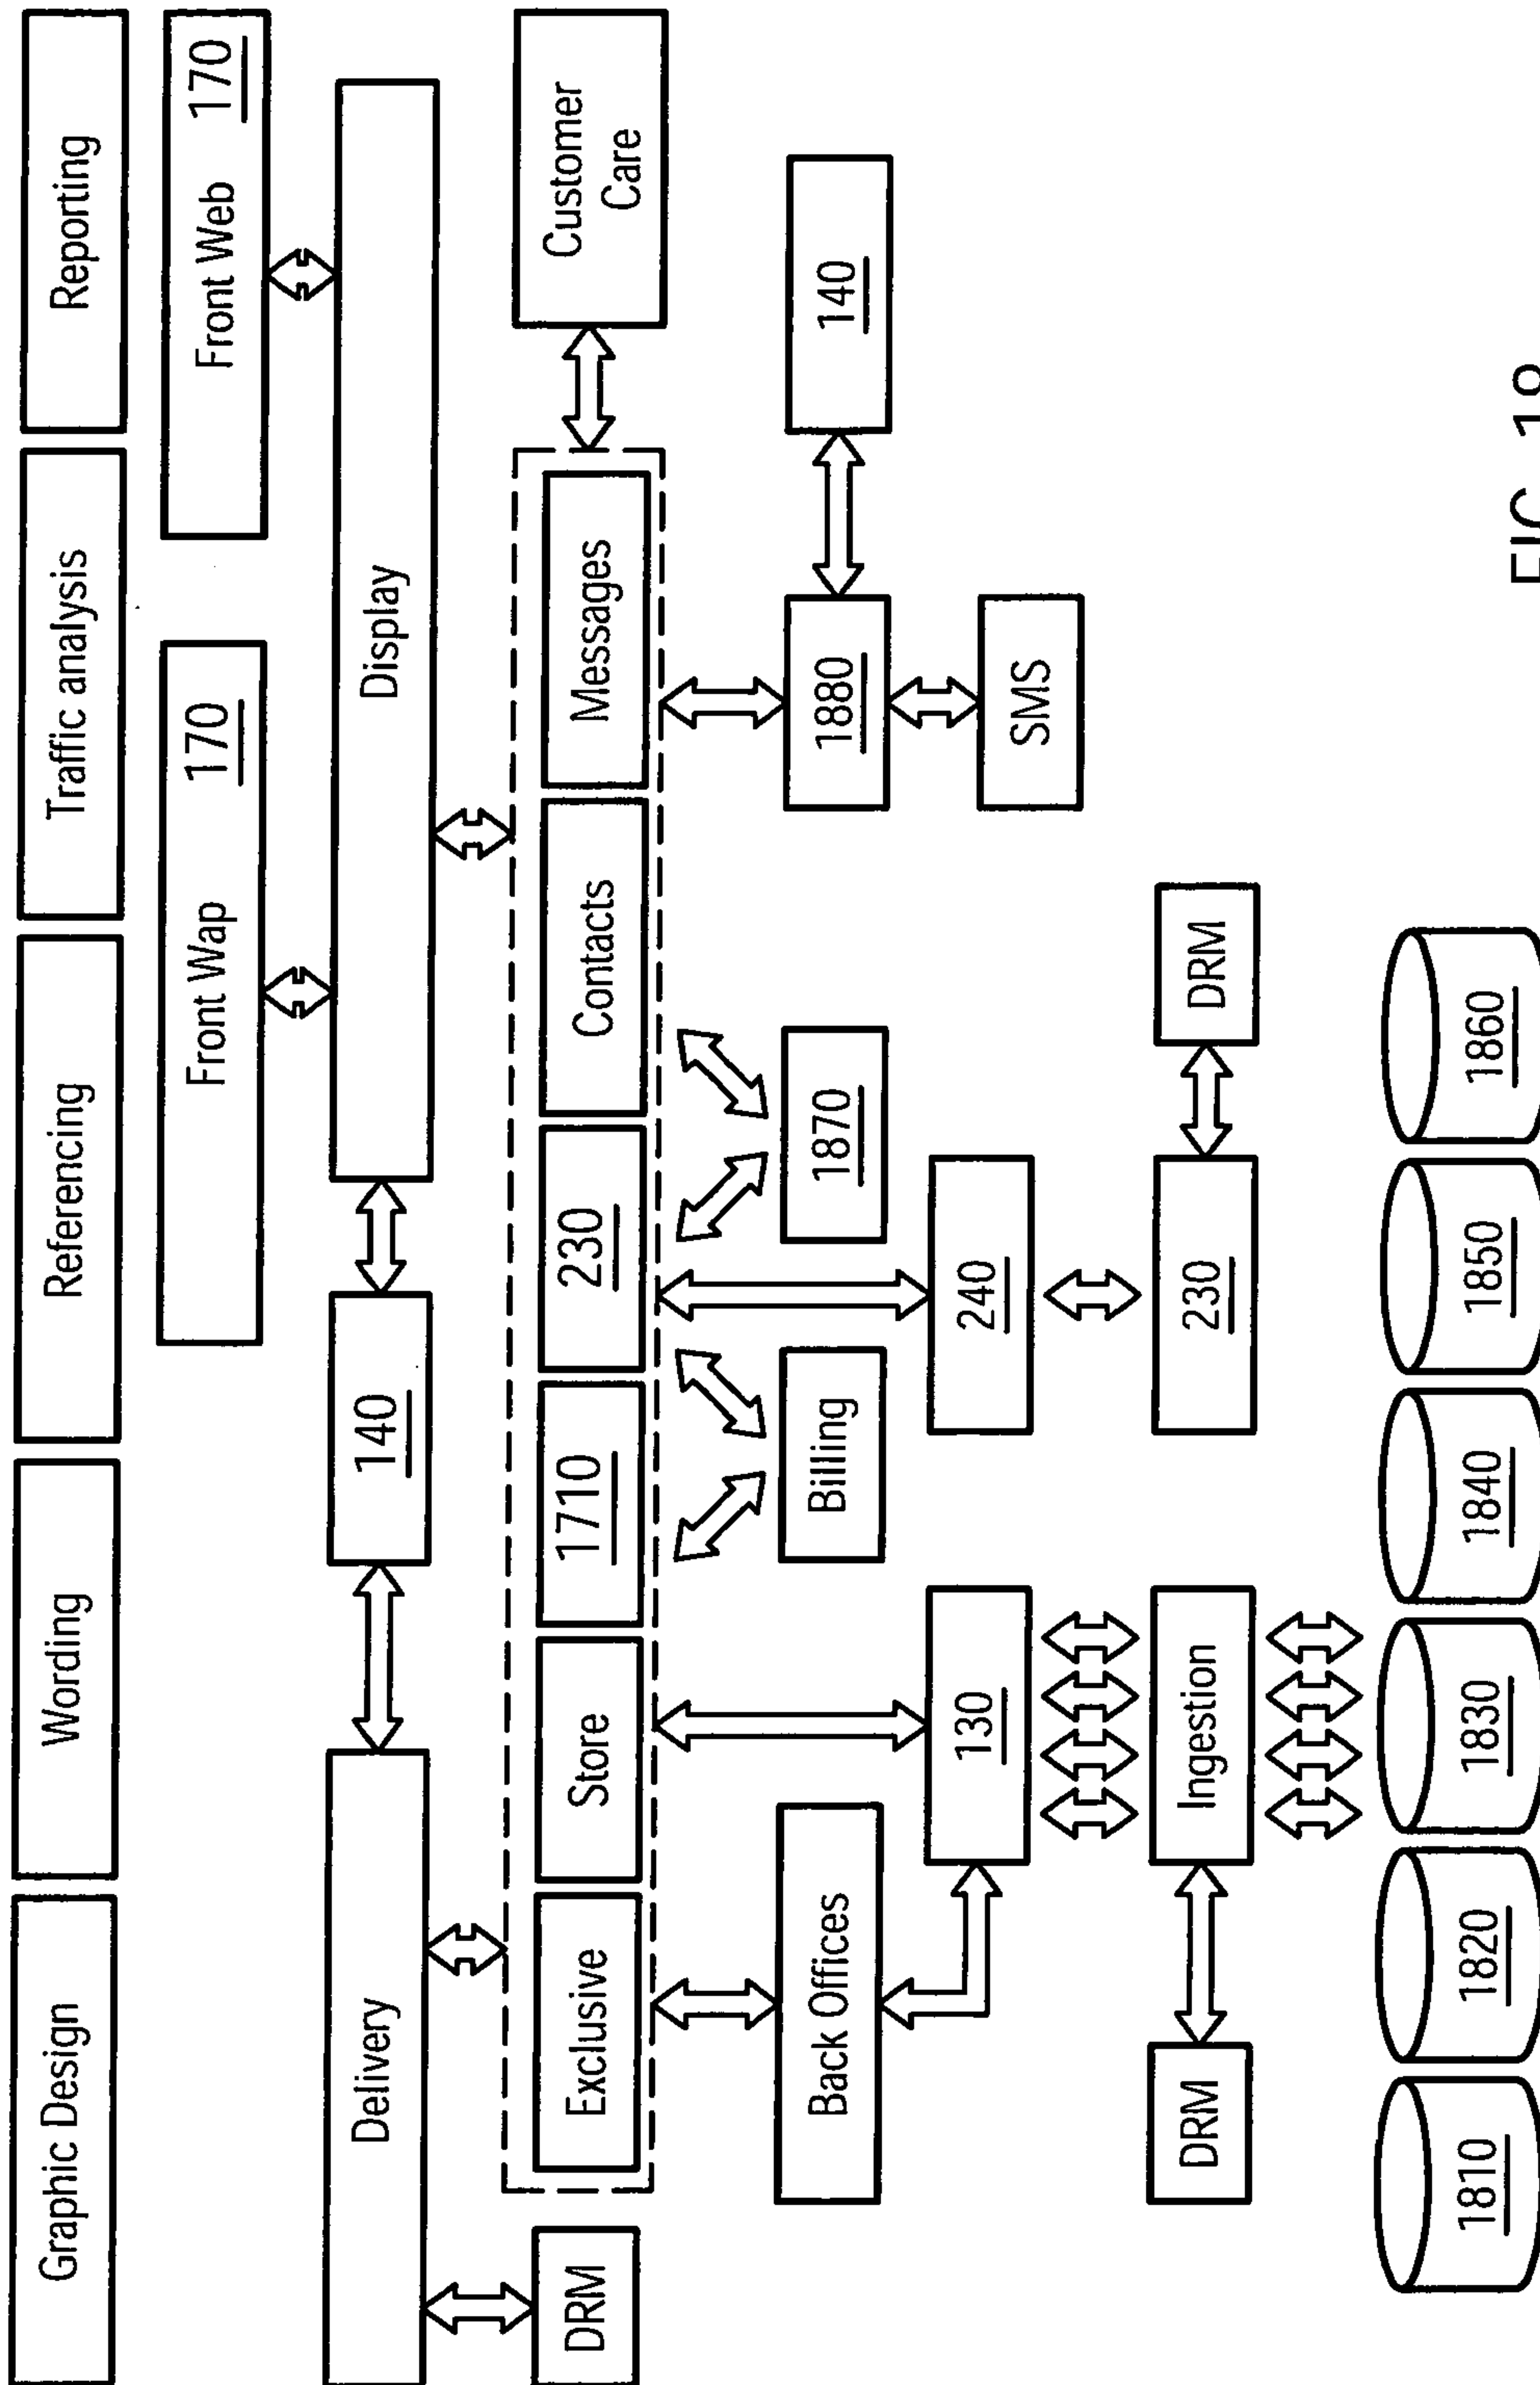 Graphic Design
Wording
Referencing
Traffic analysis
Reporting
Front Wap 170
Front Web 170
Delivery
140
Display
DRM
Exclusive
Store
1710
230
Contacts
Messages
Customer
Care
Back Offices
Billing
1870
1880
140
130
240
SMS
DRM
Ingestion
230
DRM
1810
1820
1830
1840
1850
1860
FIG. 18